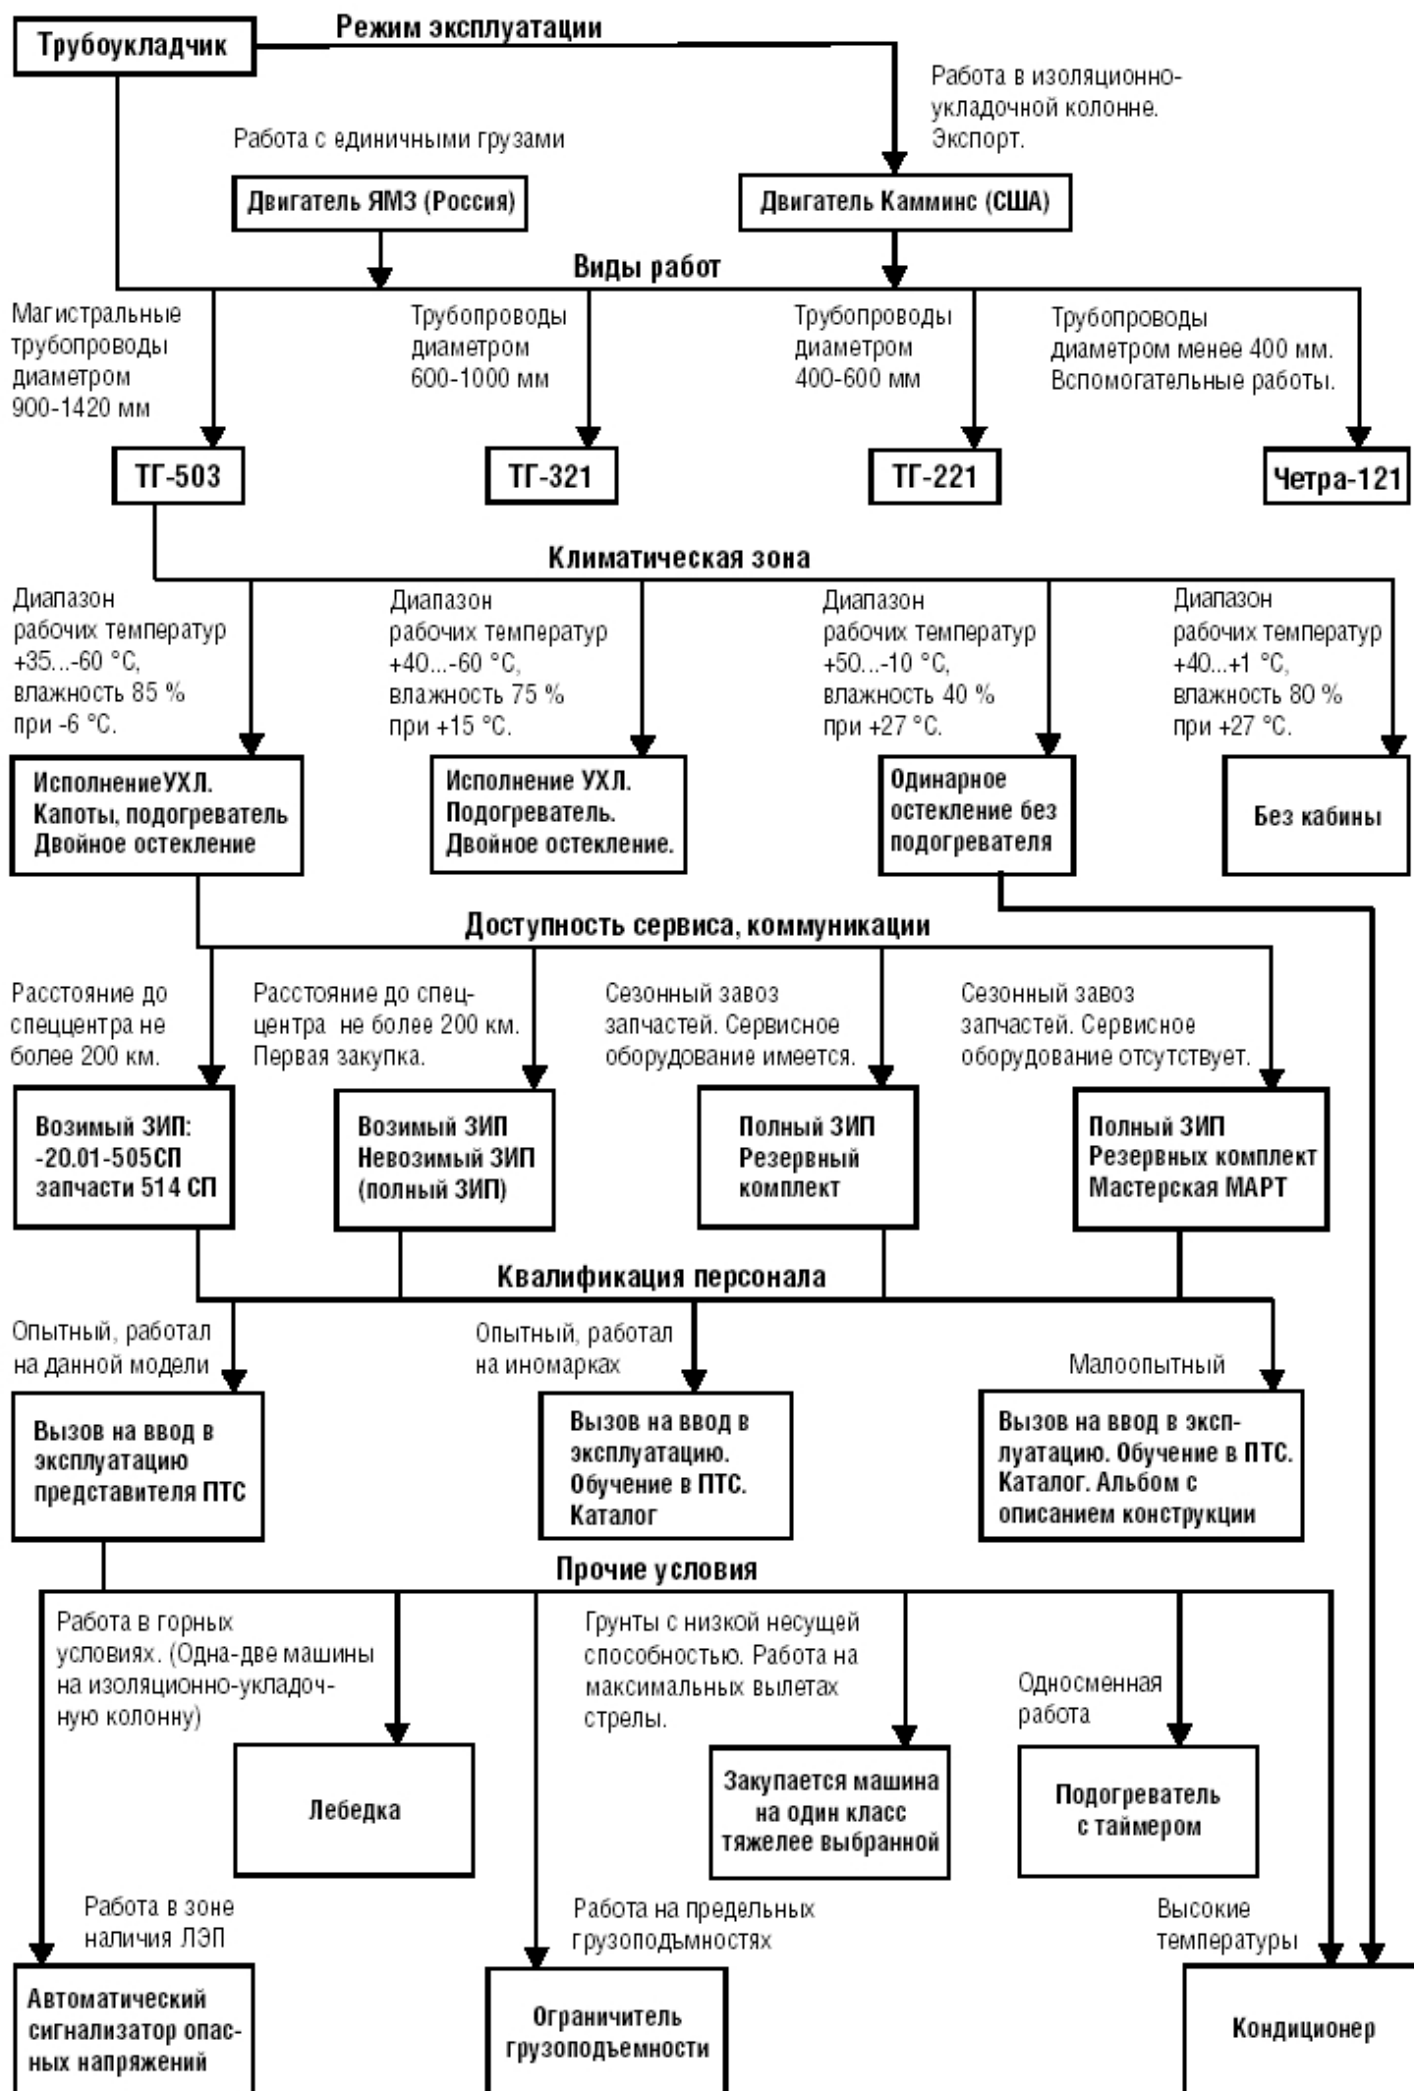 Трубоукладчик
Режим эксплуатации
Работа в изоляционно-
укладочной колонне.
Экспорт.
Работа с единичными грузами
Двигатель ЯМЗ (Россия)
Двигатель Камминс (США)
Виды работ
Магистральные
трубопроводы
диаметром
900-1420 мм
Трубопроводы
диаметром
600-1000 мм
Трубопроводы
диаметром
400-600 мм
Трубопроводы
диаметром менее 400 мм.
Вспомогательные работы.
ТГ-503
ТГ-321
ТГ-221
Четра-121
Климатическая зона
Диапазон
рабочих температур
+35...-60 °С,
влажность 85 %
при -6 °С.
Диапазон
рабочих температур
+40...-60 °С,
влажность 75 %
при +15 °С.
Диапазон
рабочих температур
+50...-10 °С,
влажность 40 %
при +27 °С.
Диапазон
рабочих температур
+40...+1 °С,
влажность 80 %
при +27 °С.
ИсполнениеУХЛ.
Капоты, подогреватель
Двойное остекление
Исполнение УХЛ.
Подогреватель.
Двойное остекление.
Одинарное
остекление без
подогревателя
Без кабины
Доступность сервиса, коммуникации
Расстояние до
спеццентра не
более 200 км.
Расстояние до спец-
центра не более 200 км.
Первая закупка.
Сезонный завоз
запчастей. Сервисное
оборудование имеется.
Сезонный завоз
запчастей. Сервисное
оборудование отсутствует.
Возимый ЗИП:
-20.01-505СП
запчасти 514 СП
Возимый ЗИП
Невозимый ЗИП
(полный ЗИП)
Полный ЗИП
Резервный
комплект
Полный ЗИП
Резервных комплект
Мастерская МАРТ
Квалификация персонала
Опытный, работал
на данной модели
Опытный, работал
на иномарках
Малоопытный
Вызов на ввод в
эксплуатацию
представителя ПТС
Вызов на ввод в
эксплуатацию.
Обучение в ПТС.
Каталог
Вызов на ввод в эксп-
луатацию. Обучение в ПТС.
Каталог. Альбом с
описанием конструкции
Прочие условия
Работа в горных
условиях. (Одна-две машины
на изоляционно-укладоч-
ную колонну)
Грунты с низкой несущей
способностью. Работа на
максимальных вылетах
стрелы.
Односменная
работа
Лебедка
Закупается машина
на один класс
тяжелее выбранной
Подогреватель
с таймером
Работа в зоне
наличия ЛЭП
Работа на предельных
грузоподъмностях
Высокие
температуры
Автоматический
сигнализатор опас-
ных напряжений
Ограничитель
грузоподъемности
Кондиционер